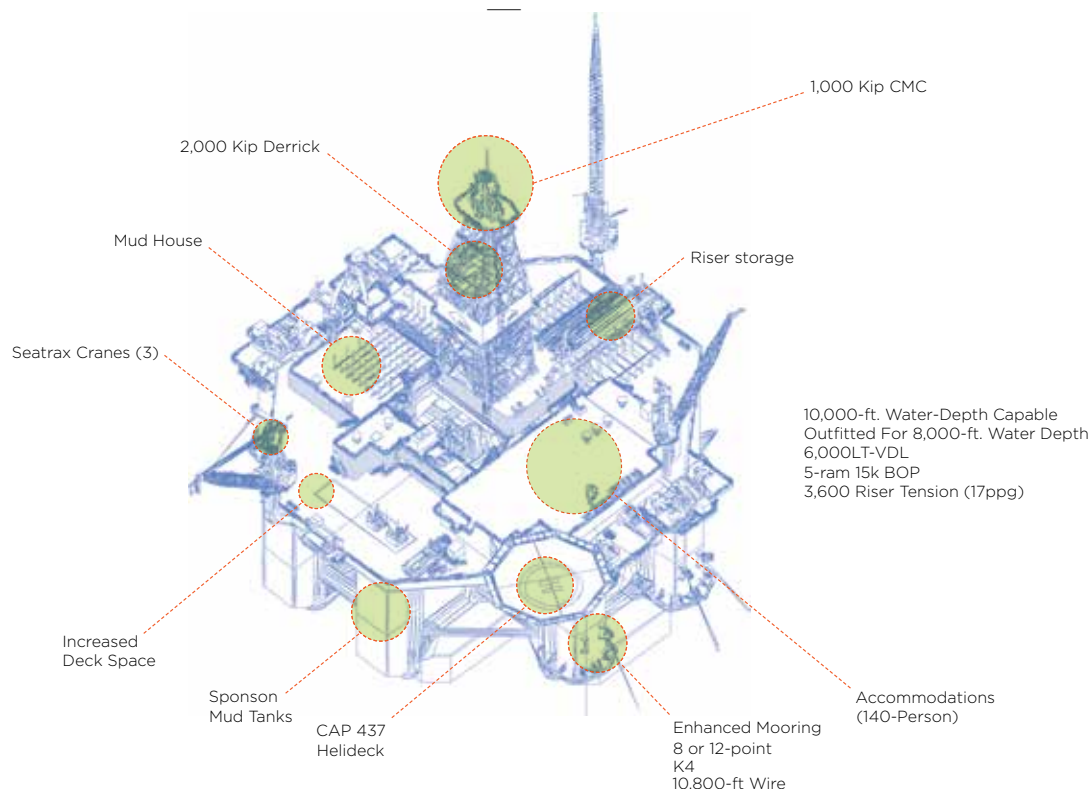 1,000 Kip CMC
2,000 Kip Derrick
Mud House
Riser storage
Seatrax Cranes (3)
10,000-ft. Water-Depth Capable
Outfitted For 8,000-ft. Water Depth
6,000LT-VDL
5-ram 15k BOP
3,600 Riser Tension (17ppg)
Increased
Deck Space
Sponson
Mud Tanks
CAP 437
Helideck
Enhanced Mooring
8 or 12-point
K4
10,800-ft Wire
Accommodations
(140-Person)
13